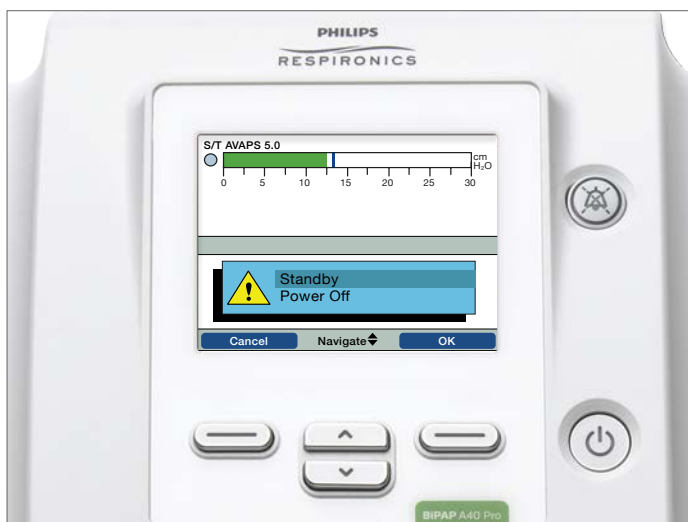 PHILIPS
RESPIRONICS
S/T AVAPS 5.0
cm
H₂O
0 5 10 15 20 25 30
Standby
Power Off
Cancel Navigate OK
BiPAP A40 Pro